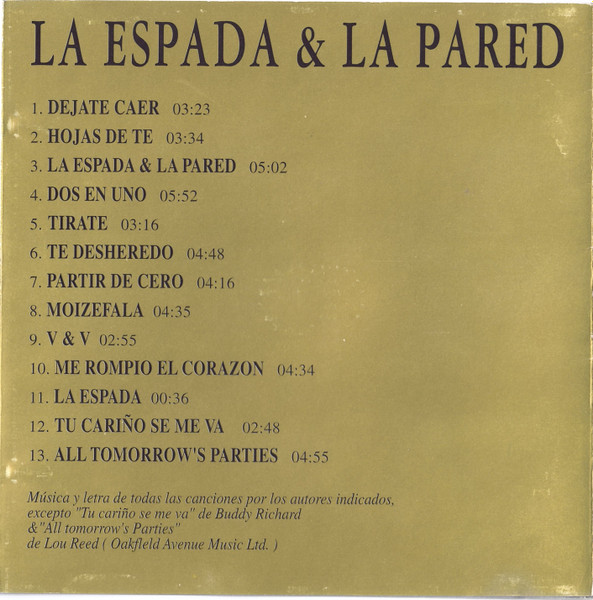 LA ESPADA & LA PARED
1. DEJATE CAER 03:23
2. HOJAS DE TE 03:34
3. LA ESPADA & LA PARED 05:02
4. DOS EN UNO 05:52
5. TIRATE 03:16
6. TE DESHEREDO 04:48
7. PARTIR DE CERO 04:16
8. MOIZEFALA 04:35
9. V & V 02:55
10. ME ROMPIO EL CORAZON 04:34
11. LA ESPADA 00:36
12. TU CARIÑO SE ME VA 02:48
13. ALL TOMORROW'S PARTIES 04:55
Música y letra de todas las canciones por los autores indicados,
excepto "Tu cariño se me va" de Buddy Richard
&"All tomorrow's Parties"
de Lou Reed ( Oakfleld Avenue Music Ltd. )